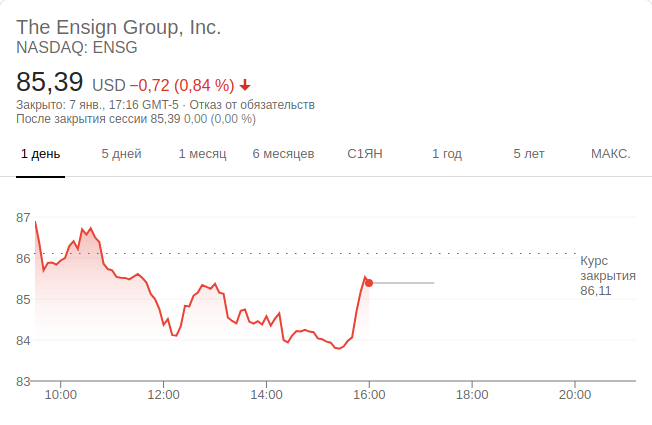 The Ensign Group, Inc.
NASDAQ: ENSG
85,39 USD −0,72 (0,84 %)
Закрыто: 7 янв., 17:16 GMT-5 · Отказ от обязательств
После закрытия сессии 85,39 0,00 (0,00 %)
1 день 5 дней 1 месяц 6 месяцев С1ЯН 1 год 5 лет МАКС.
87
86
Курс
закрытия
86,11
85
84
83
10:00 12:00 14:00 16:00 18:00 20:00